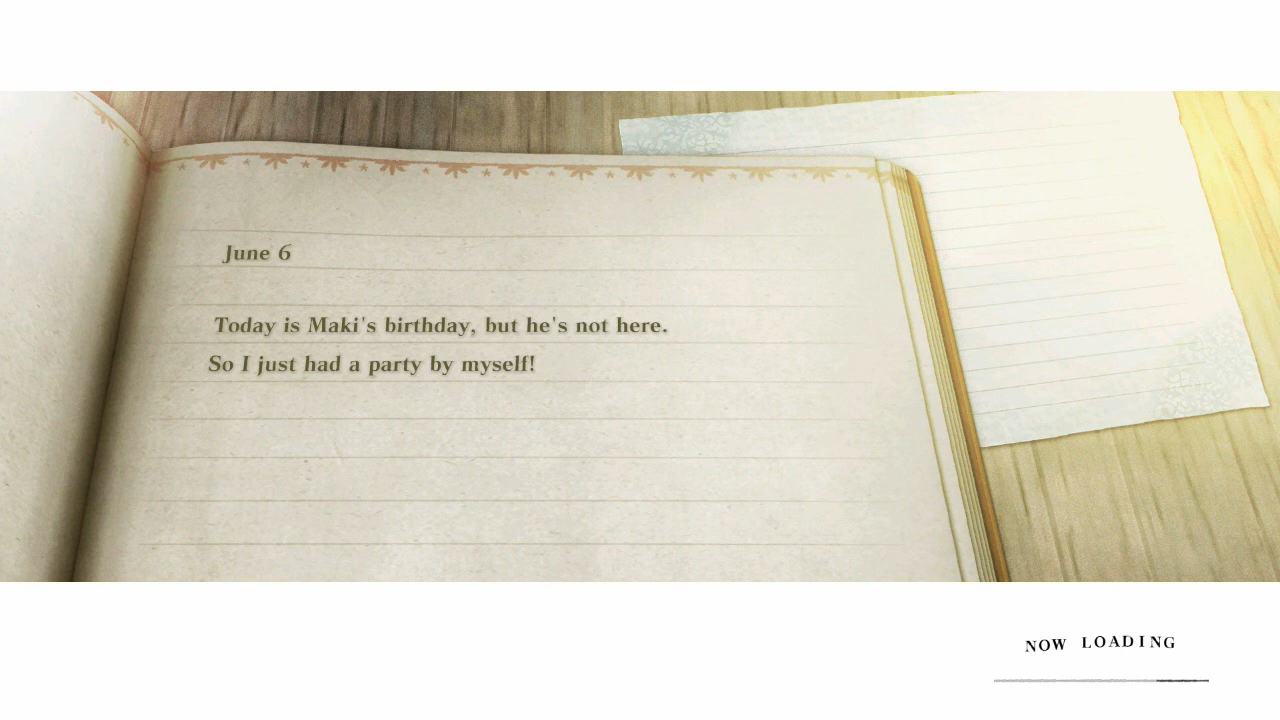 June 6
Today is Maki's birthday, but he's not here.
So I just had a party by myself!
NOW LOADING